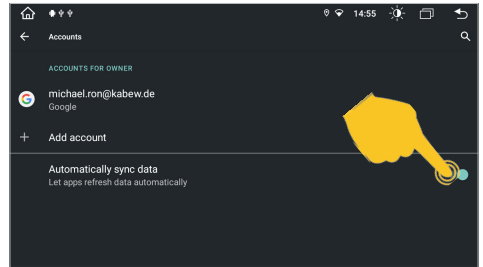 14:55
Accounts
ACCOUNTS FOR OWNER
michael.ron@kabew.de
Google
Add account
Automatically sync data
Let apps refresh data automatically